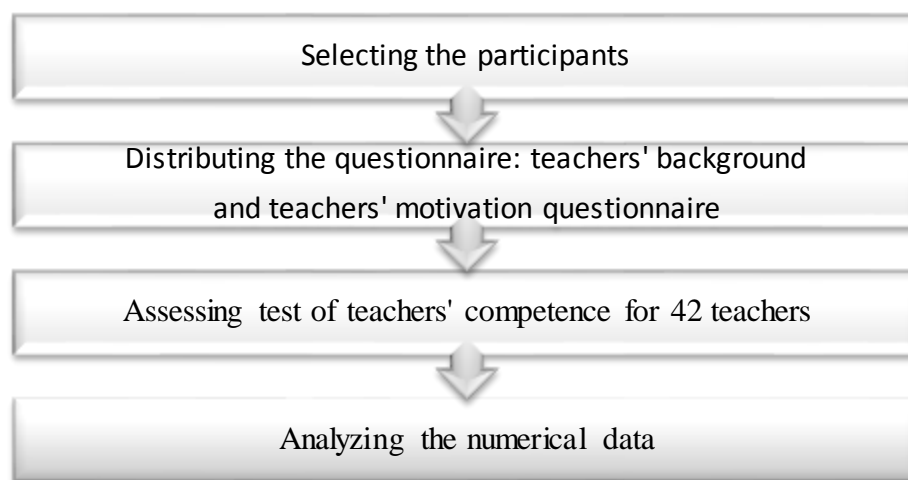 Selecting the participants
Distributing the questionnaire: teachers' background
and teachers' motivation questionnaire
Assessing test of teachers' competence for 42 teachers
Analyzing the numerical data